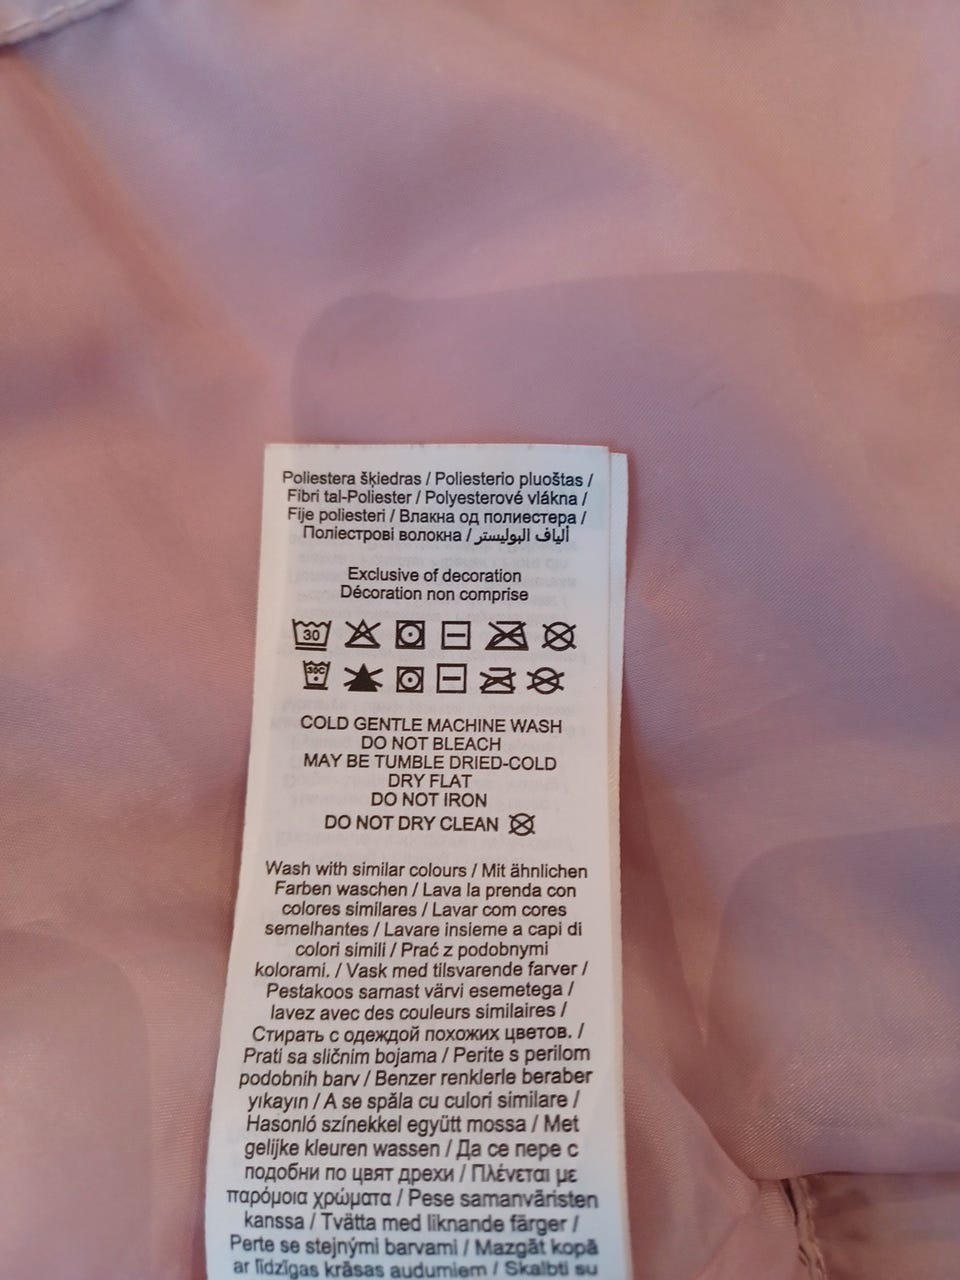 Poliestera šķiedras / Poliesterio pluoštas /
Fibri tal-Poliester / Polyesterové vlákna /
Fije poliesteri / Влакна од полиестера /
Поліестрові волокна / ألياف البوليستر
Exclusive of decoration
Décoration non comprise
30
30C
COLD GENTLE MACHINE WASH
DO NOT BLEACH
MAY BE TUMBLE DRIED-COLD
DRY FLAT
DO NOT IRON
DO NOT DRY CLEAN
Wash with similar colours / Mit ähnlichen
Farben waschen / Lava la prenda con
colores similares / Lavar com cores
semelhantes / Lavare insieme a capi di
colori simili / Prać z podobnymi
kolorami. / Vask med tilsvarende farver /
Pestakoos samast värvi esemetega /
lavez avec des couleurs similaires /
Стирать с одеждой похожих цветов. /
Prati sa sličnim bojama / Perite s perilom
podobnih barv / Benzer renklerle beraber
yıkayın / A se spăla cu culori similare /
Hasonló színekkel együtt mossa / Met
gelijke kleuren wassen / Да се пере с
подобни по цвят дрехи / Πλένεται με
παρόμοια χρώματα / Pese samanväristen
kanssa / Tvätta med liknande färger /
Perte se stejnými barvami / Mazgāt kopā
ar līdzīgas krāsas audumiem / Skalbti su